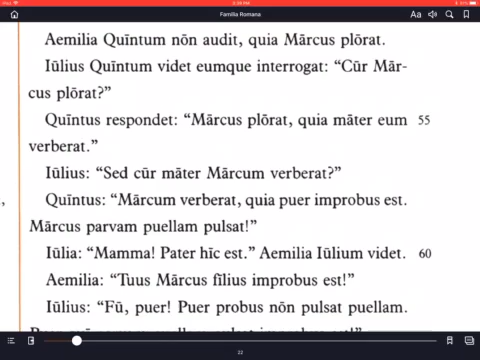 Familia Romana
Aa
Aemilia Quīntum nōn audit, quia Mārcus plōrat.
Iūlius Quīntum videt eumque interrogat: “Cūr Mār-
cus plōrat?”
Quīntus respondet: “Mārcus plōrat, quia māter eum 55
verberat.”
Iūlius: “Sed cūr māter Mārcum verberat?”
Quīntus: “Mārcum verberat, quia puer improbus est.
Mārcus parvam puellam pulsat!”
Iūlia: “Mamma! Pater hīc est.” Aemilia Iūlium videt. 60
Aemilia: “Tuus Mārcus fīlius improbus est!”
Iūlius: “Fū, puer! Puer probus nōn pulsat puellam.
22